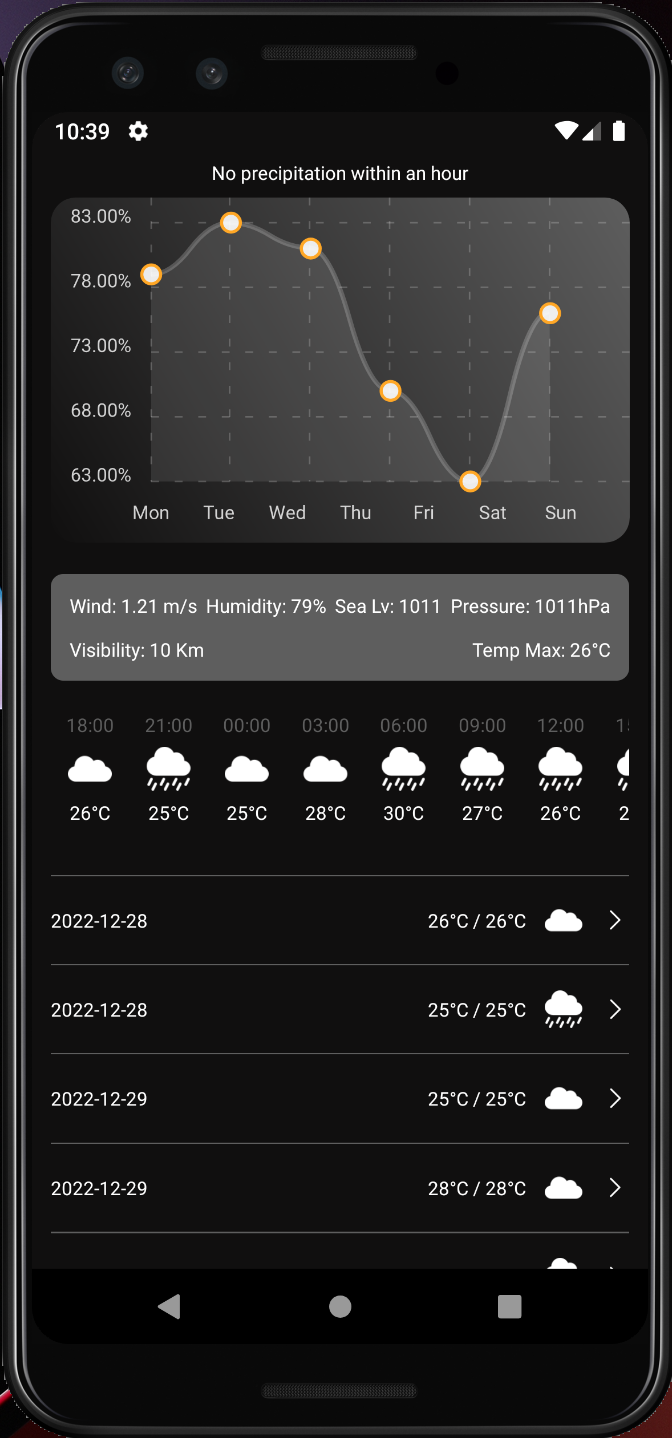 10:39
No precipitation within an hour
83.00%
78.00%
73.00%
68.00%
63.00%
Mon Tue Wed Thu Fri Sat Sun
Wind: 1.21 m/s Humidity: 79% Sea Lv: 1011 Pressure: 1011hPa
Visibility: 10 Km Temp Max: 26°C
18:00 21:00 00:00 03:00 06:00 09:00 12:00
26°C 25°C 25°C 28°C 30°C 27°C 26°C
2022-12-28 26°C / 26°C
2022-12-28 25°C / 25°C
2022-12-29 25°C / 25°C
2022-12-29 28°C / 28°C